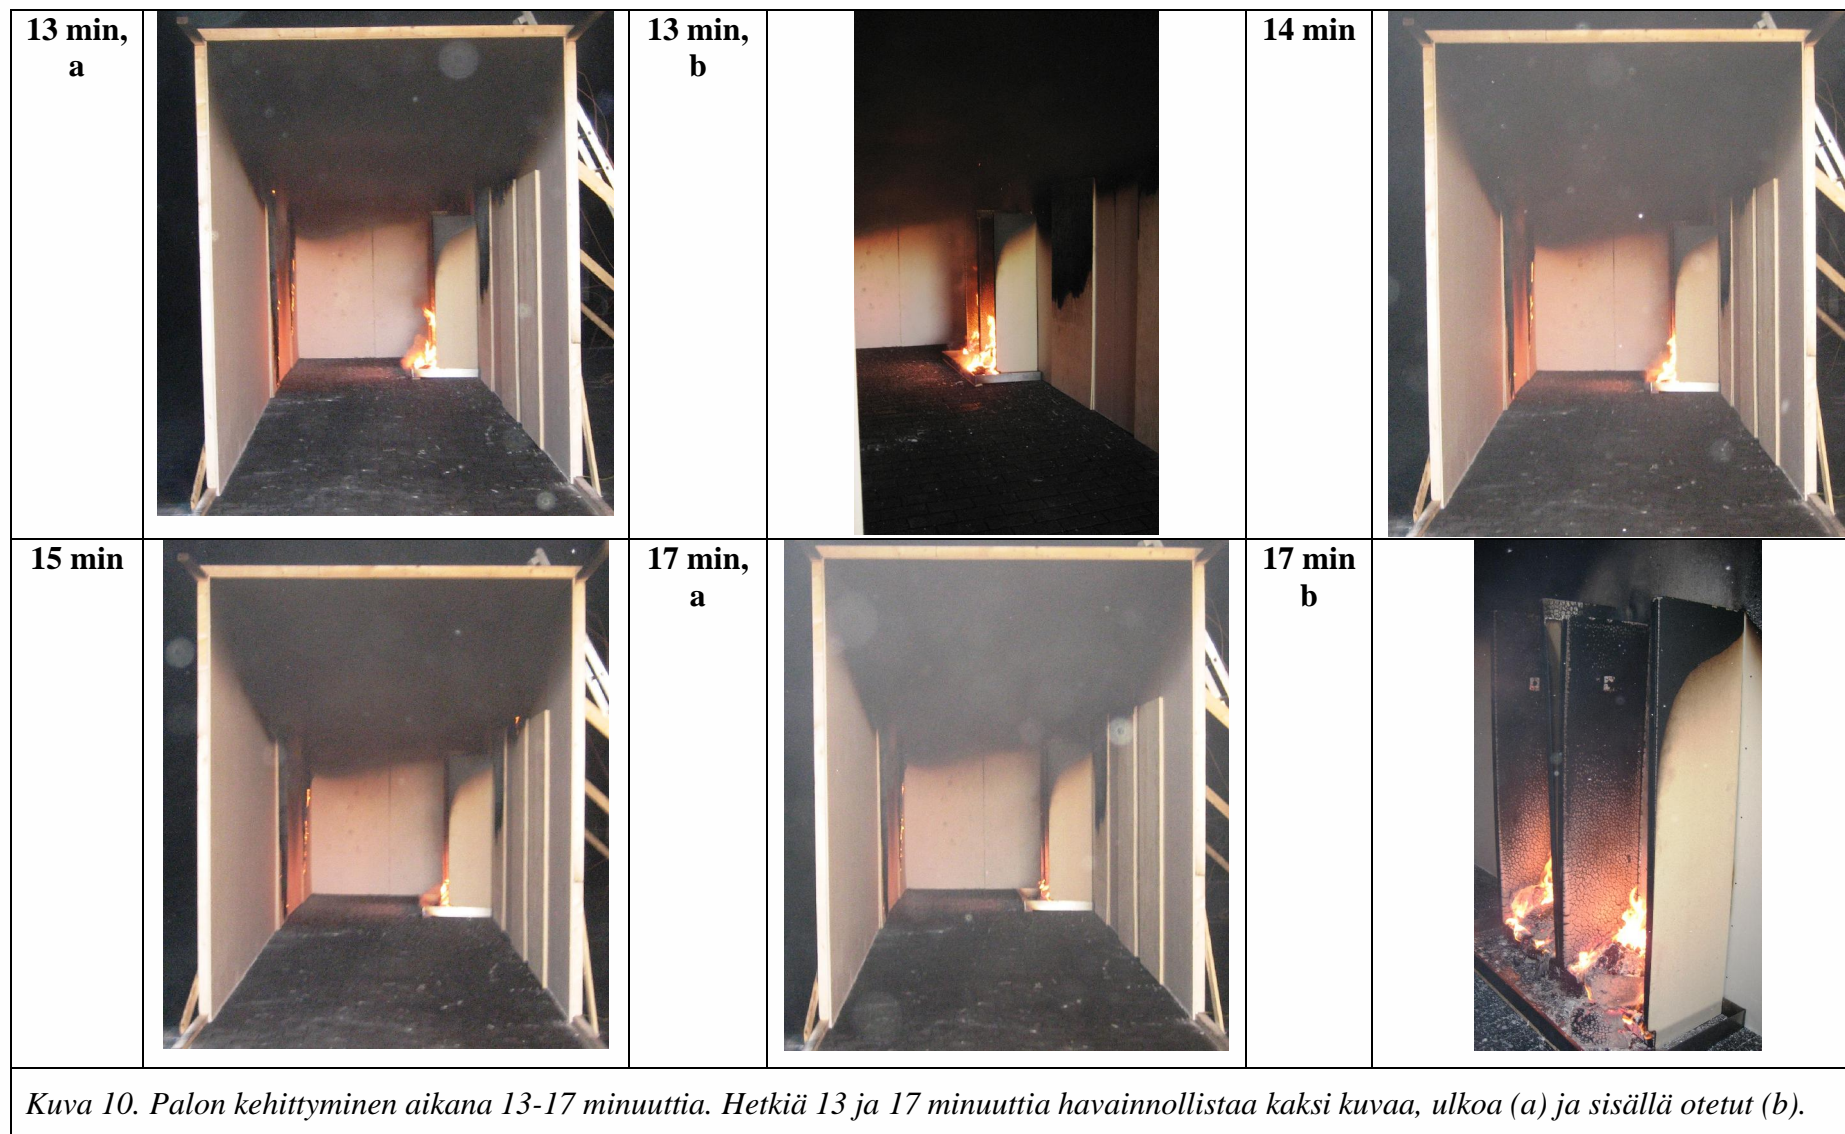 13 min,
a
13 min,
b
14 min
15 min
17 min,
a
17 min
b
Kuva 10. Palon kehittyminen aikana 13-17 minuuttia. Hetkiä 13 ja 17 minuuttia havainnollistaa kaksi kuvaa, ulkoa (a) ja sisällä otetut (b).